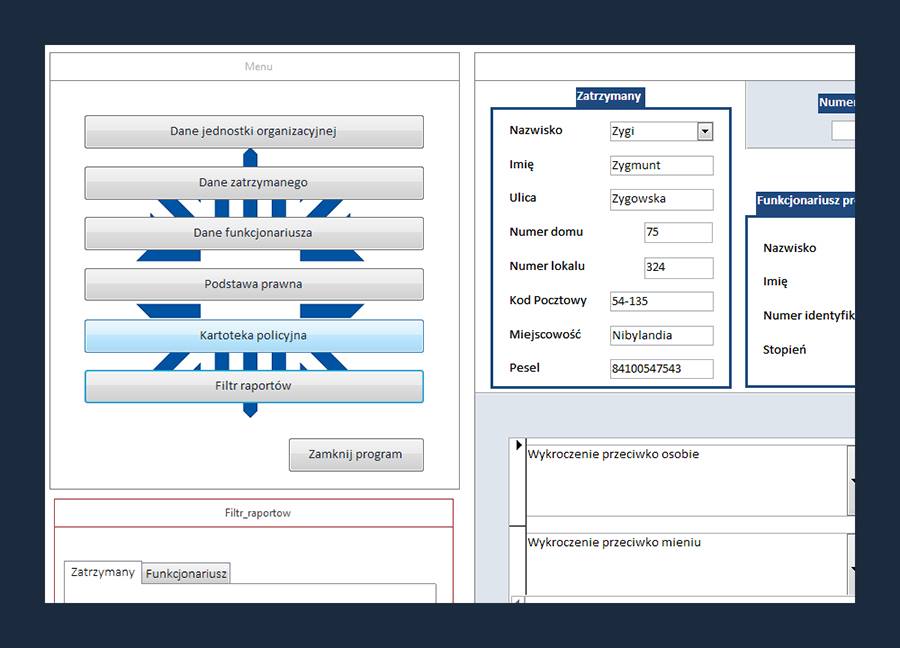 Menu
Dane jednostki organizacyjnej
Dane zatrzymanego
Dane funkcjonariusza
Podstawa prawna
Kartoteka policyjna
Filtr raportów
Zamknij program
Filtr_raportow
Zatrzymany
Funkcjonariusz
Zatrzymany
Nazwisko Zygi
Imię Zygmunt
Ulica Zygowska
Numer domu 75
Numer lokalu 324
Kod Pocztowy 54-135
Miejscowość Nibylandia
Pesel 84100547543
Numer
Funkcjonariusz
Nazwisko
Imię
Numer identyfik
Stopień
Wykroczenie przeciwko osobie
Wykroczenie przeciwko mieniu